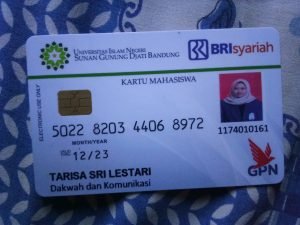 UNIVERSITAS ISLAM NEGERI
SUNAN GUNUNG DJATI BANDUNG
BRIsyariah
KARTU MAHASISWA
ELECTRONIC USE ONLY
5022 8203 4406 8972
1174010161
MONTH/YEAR
12/23
TARISA SRI LESTARI
Dakwah dan Komunikasi
GPN